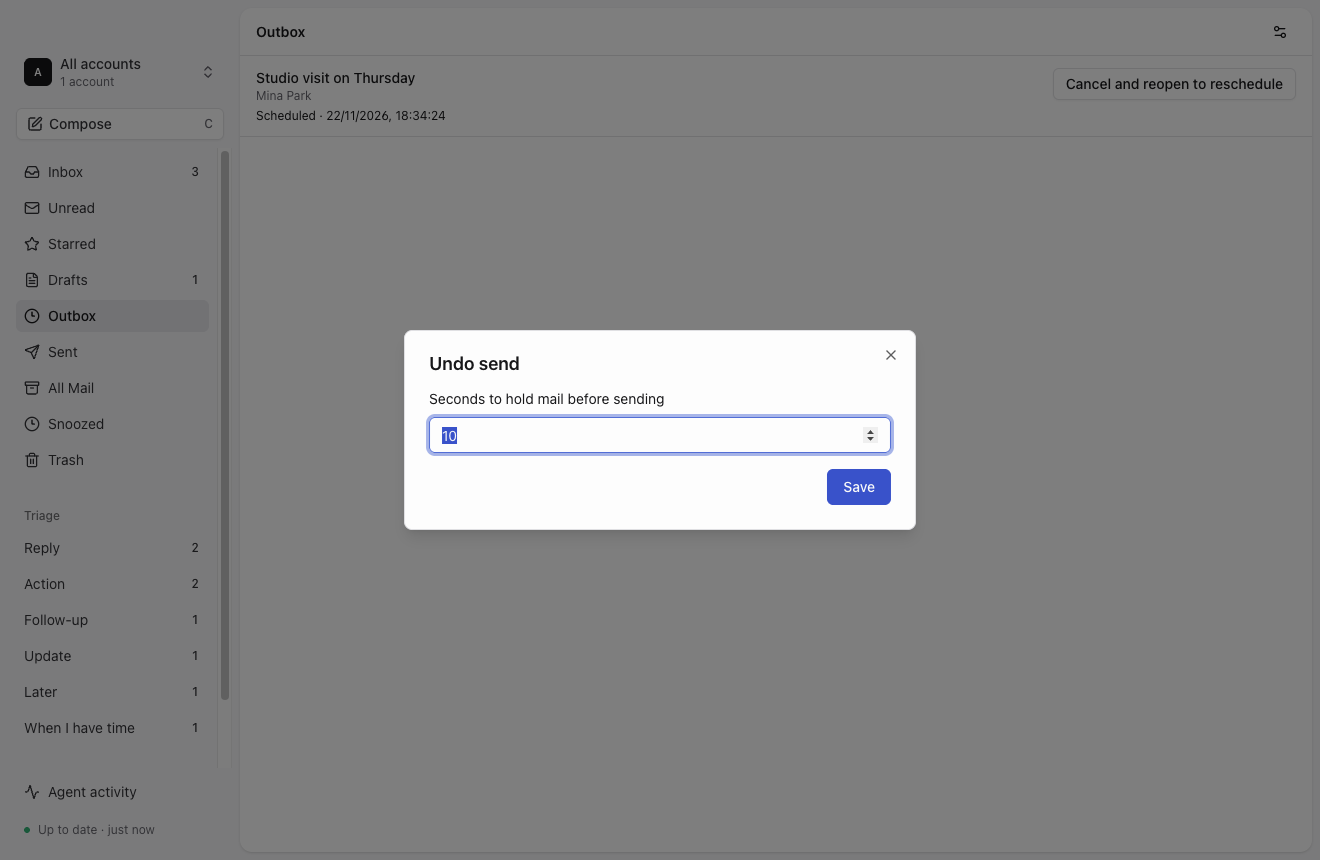 A
All accounts
1 account
Compose
C
Inbox 3
Unread
Starred
Drafts 1
Outbox
Sent
All Mail
Snoozed
Trash
Triage
Reply 2
Action 2
Follow-up 1
Update 1
Later 1
When I have time 1
Agent activity
Up to date · just now
Outbox
Studio visit on Thursday
Mina Park
Scheduled · 22/11/2026, 18:34:24
Cancel and reopen to reschedule
Undo send
Seconds to hold mail before sending
10
Save